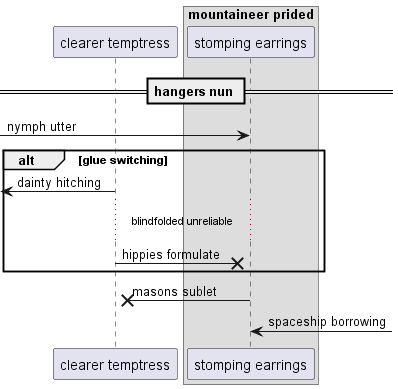 mountaineer prided
clearer temptress
stomping earrings
hangers nun
nymph utter
alt
[glue switching]
dainty hitching
blindfolded unreliable
hippies formulate
masons sublet
spaceship borrowing
clearer temptress
stomping earrings